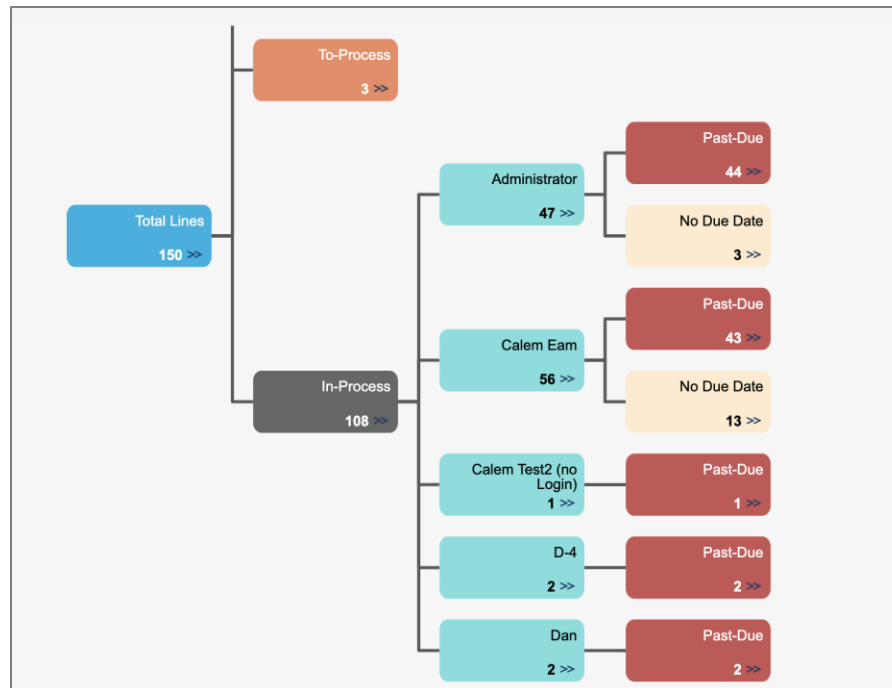 To-Process
3 >>
Total Lines
150 >>
In-Process
108 >>
Administrator
47 >>
Past-Due
44 >>
No Due Date
3 >>
Calem Eam
56 >>
Past-Due
43 >>
No Due Date
13 >>
Calem Test2 (no
Login)
1 >>
Past-Due
1 >>
D-4
2 >>
Past-Due
2 >>
Dan
2 >>
Past-Due
2 >>